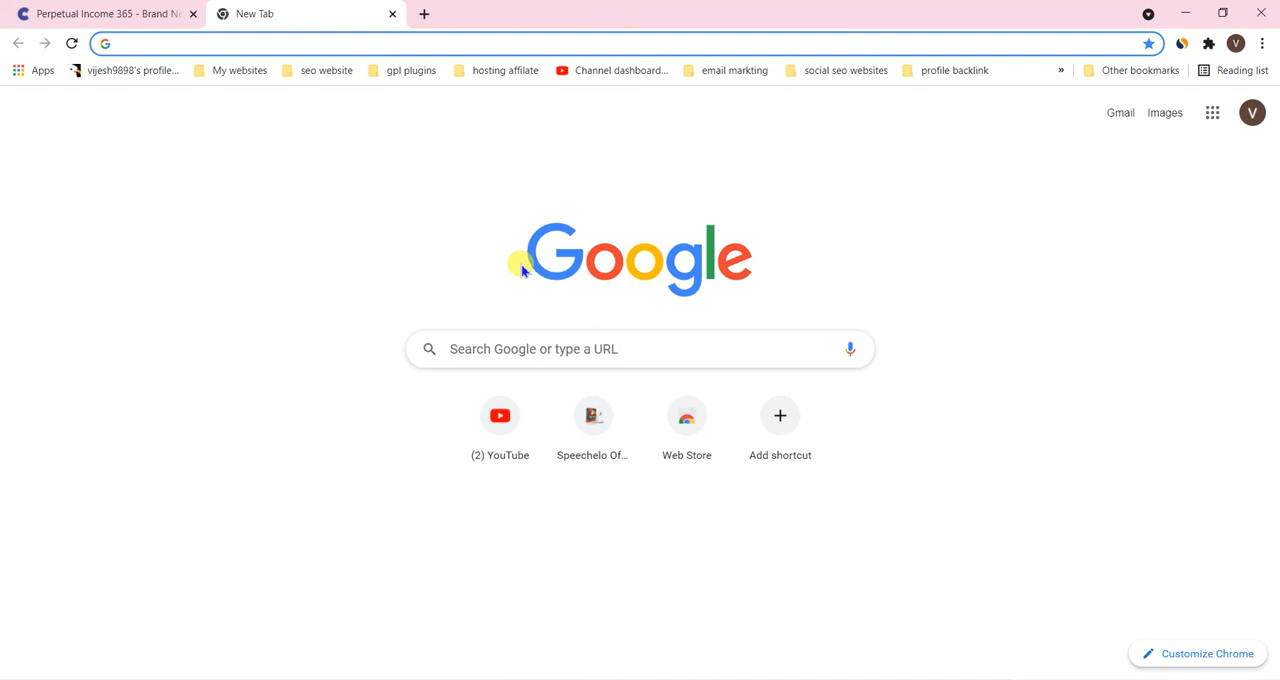 Perpetual Income 365 - Brand Ne
New Tab
Apps
vijesh9898's profile...
My websites
seo website
gpl plugins
hosting affilate
Channel dashboard...
email markting
social seo websites
profile backlink
»
Other bookmarks
Reading list
V
Gmail
Images
V
Google
Search Google or type a URL
(2) YouTube
Speechelo Of...
Web Store
Add shortcut
Customize Chrome